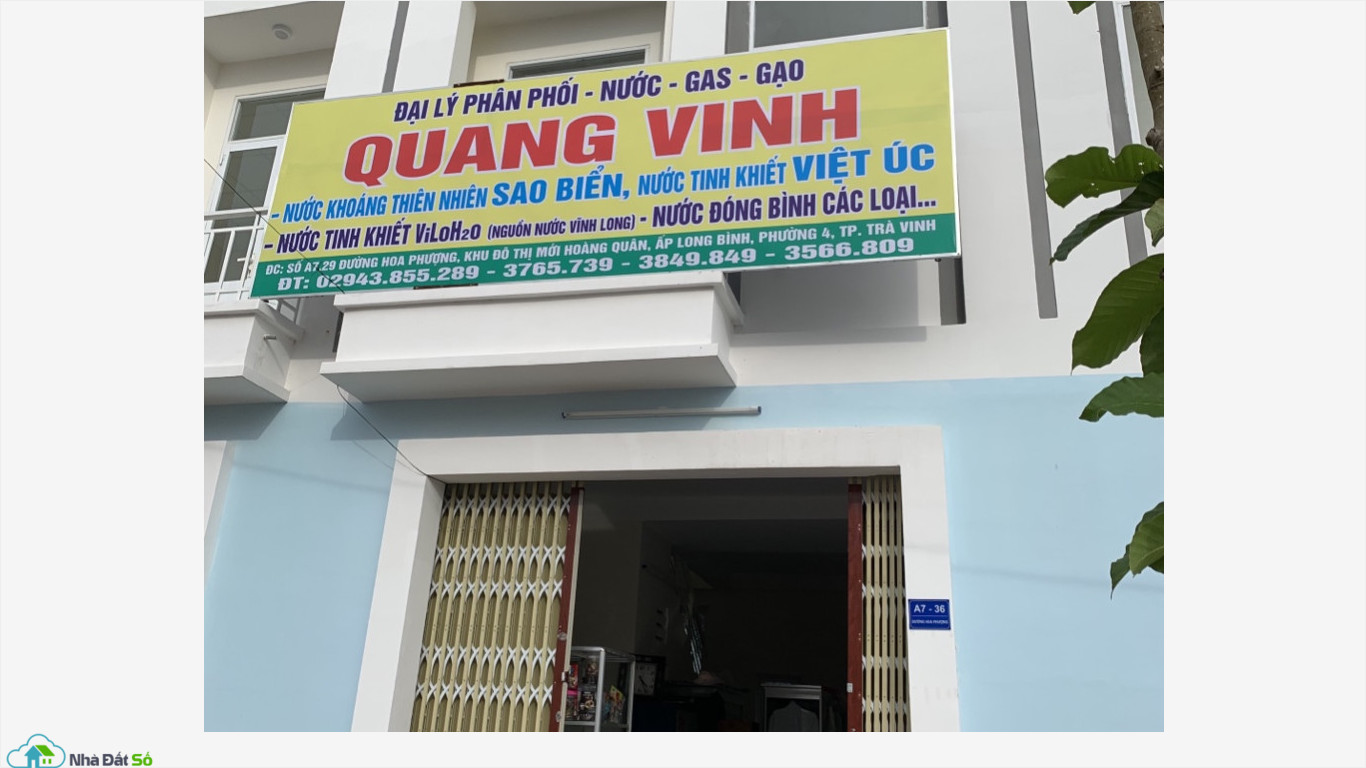 ĐẠI LÝ PHÂN PHỐI - NƯỚC - GAS - GẠO
QUANG VINH
- NƯỚC KHOÁNG THIÊN NHIÊN SAO BIỂN, NƯỚC TINH KHIẾT VIỆT ÚC
- NƯỚC TINH KHIẾT ViLoH2O (NGUỒN NƯỚC VĨNH LONG) - NƯỚC ĐÓNG BÌNH CÁC LOẠI...
ĐC: SỐ A7.29 ĐƯỜNG HOA PHƯỢNG, KHU ĐÔ THỊ MỚI HOÀNG QUÂN, ẤP LONG BÌNH, PHƯỜNG 4, TP. TRÀ VINH
ĐT: 02943.855.289 - 3765.739 - 3849.849 - 3566.809
A7 - 36
ĐƯỜNG HOA PHƯỢNG
Nhà Đất Số